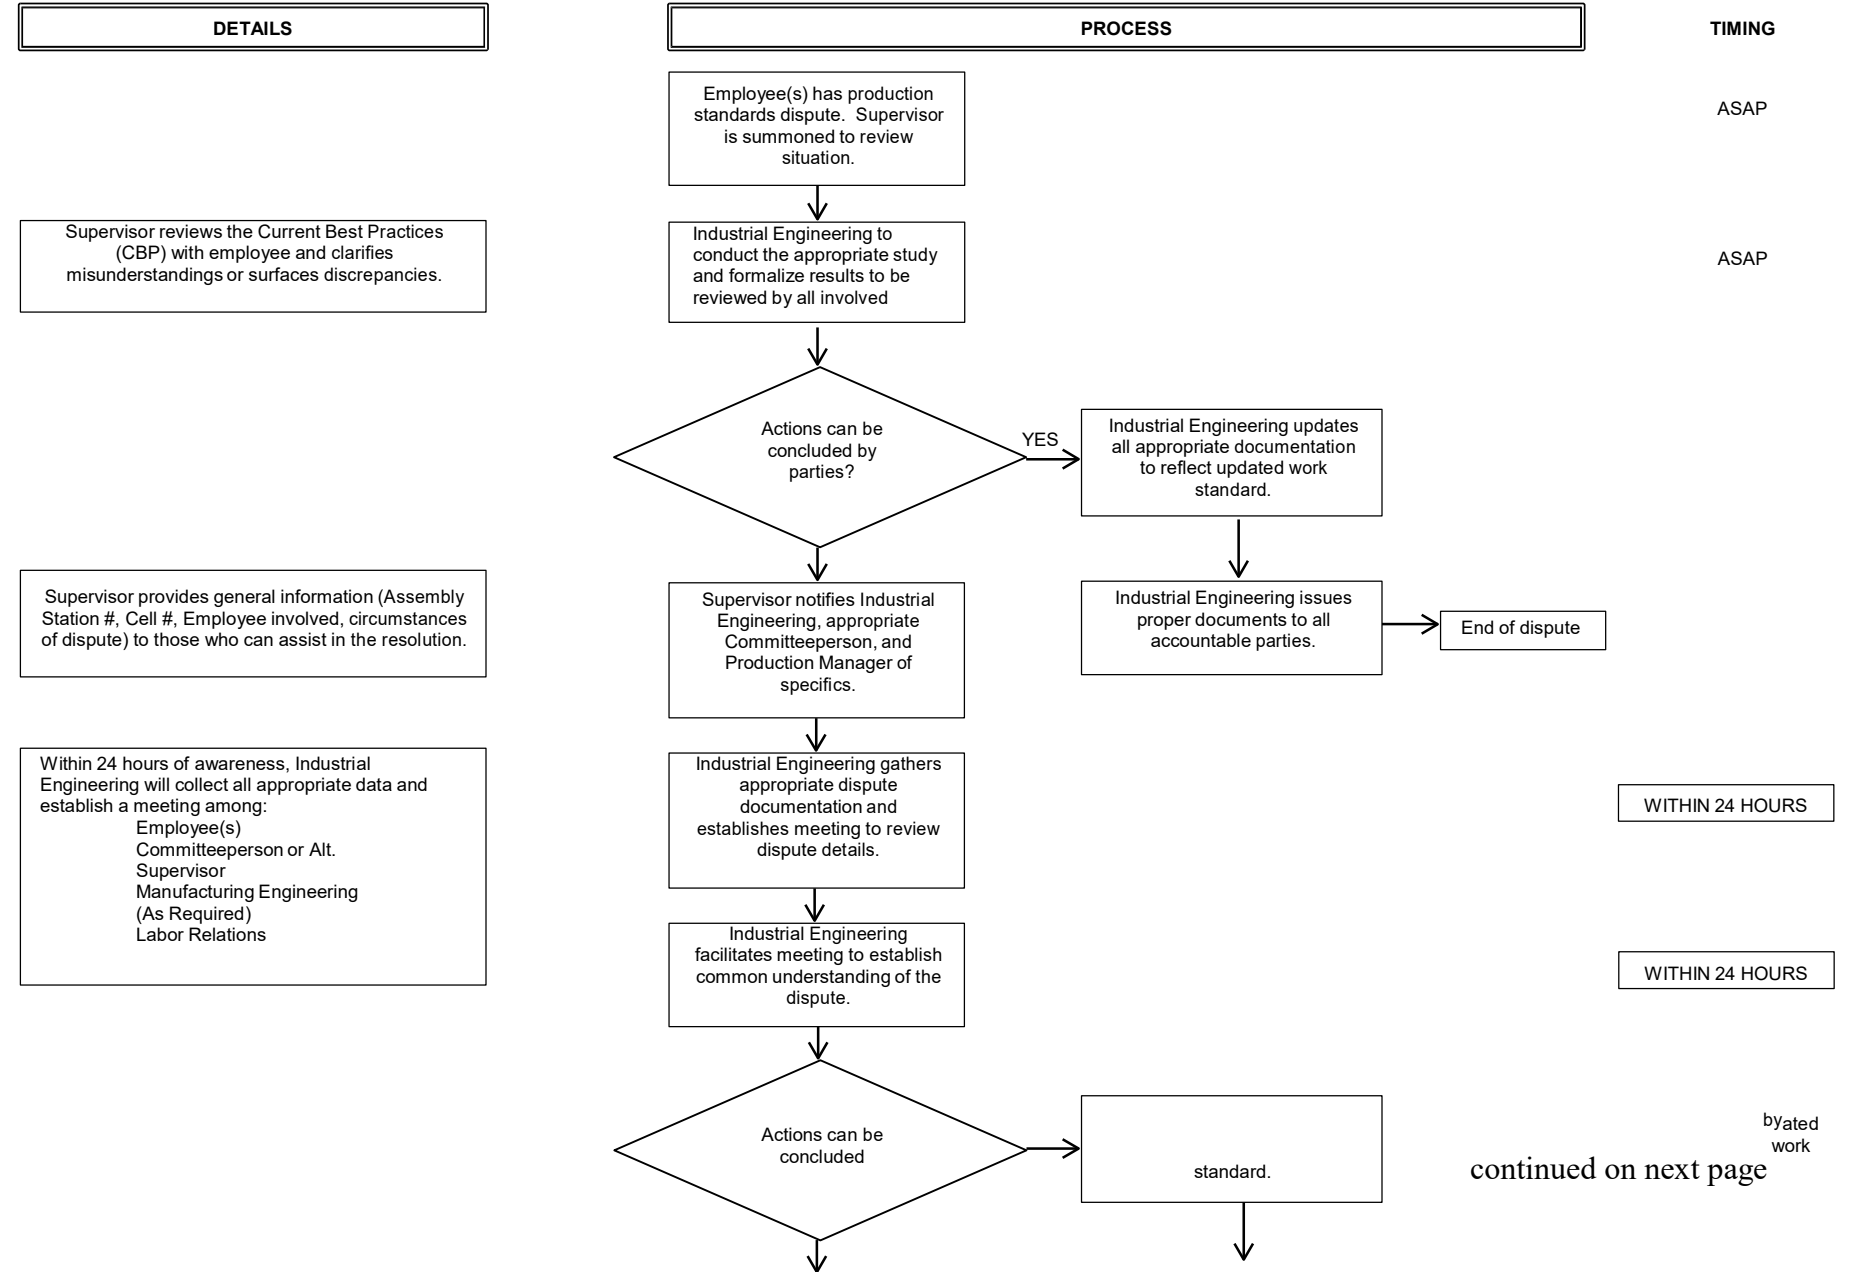 DETAILS
PROCESS
TIMING
Employee(s) has production
standards dispute. Supervisor
is summoned to review
situation.
ASAP
Supervisor reviews the Current Best Practices
(CBP) with employee and clarifies
misunderstandings or surfaces discrepancies.
Industrial Engineering to
conduct the appropriate study
and formalize results to be
reviewed by all involved
ASAP
Actions can be
concluded by
parties?
YES
Industrial Engineering updates
all appropriate documentation
to reflect updated work
standard.
Supervisor provides general information (Assembly
Station #, Cell #, Employee involved, circumstances
of dispute) to those who can assist in the resolution.
Supervisor notifies Industrial
Engineering, appropriate
Committeeperson, and
Production Manager of
specifics.
Industrial Engineering issues
proper documents to all
accountable parties.
End of dispute
Within 24 hours of awareness, Industrial
Engineering will collect all appropriate data and
establish a meeting among:
Employee(s)
Committeeperson or Alt.
Supervisor
Manufacturing Engineering
(As Required)
Labor Relations
Industrial Engineering gathers
appropriate dispute
documentation and
establishes meeting to review
dispute details.
WITHIN 24 HOURS
Industrial Engineering
facilitates meeting to establish
common understanding of the
dispute.
WITHIN 24 HOURS
Actions can be
concluded
standard.
byated
work
continued on next page